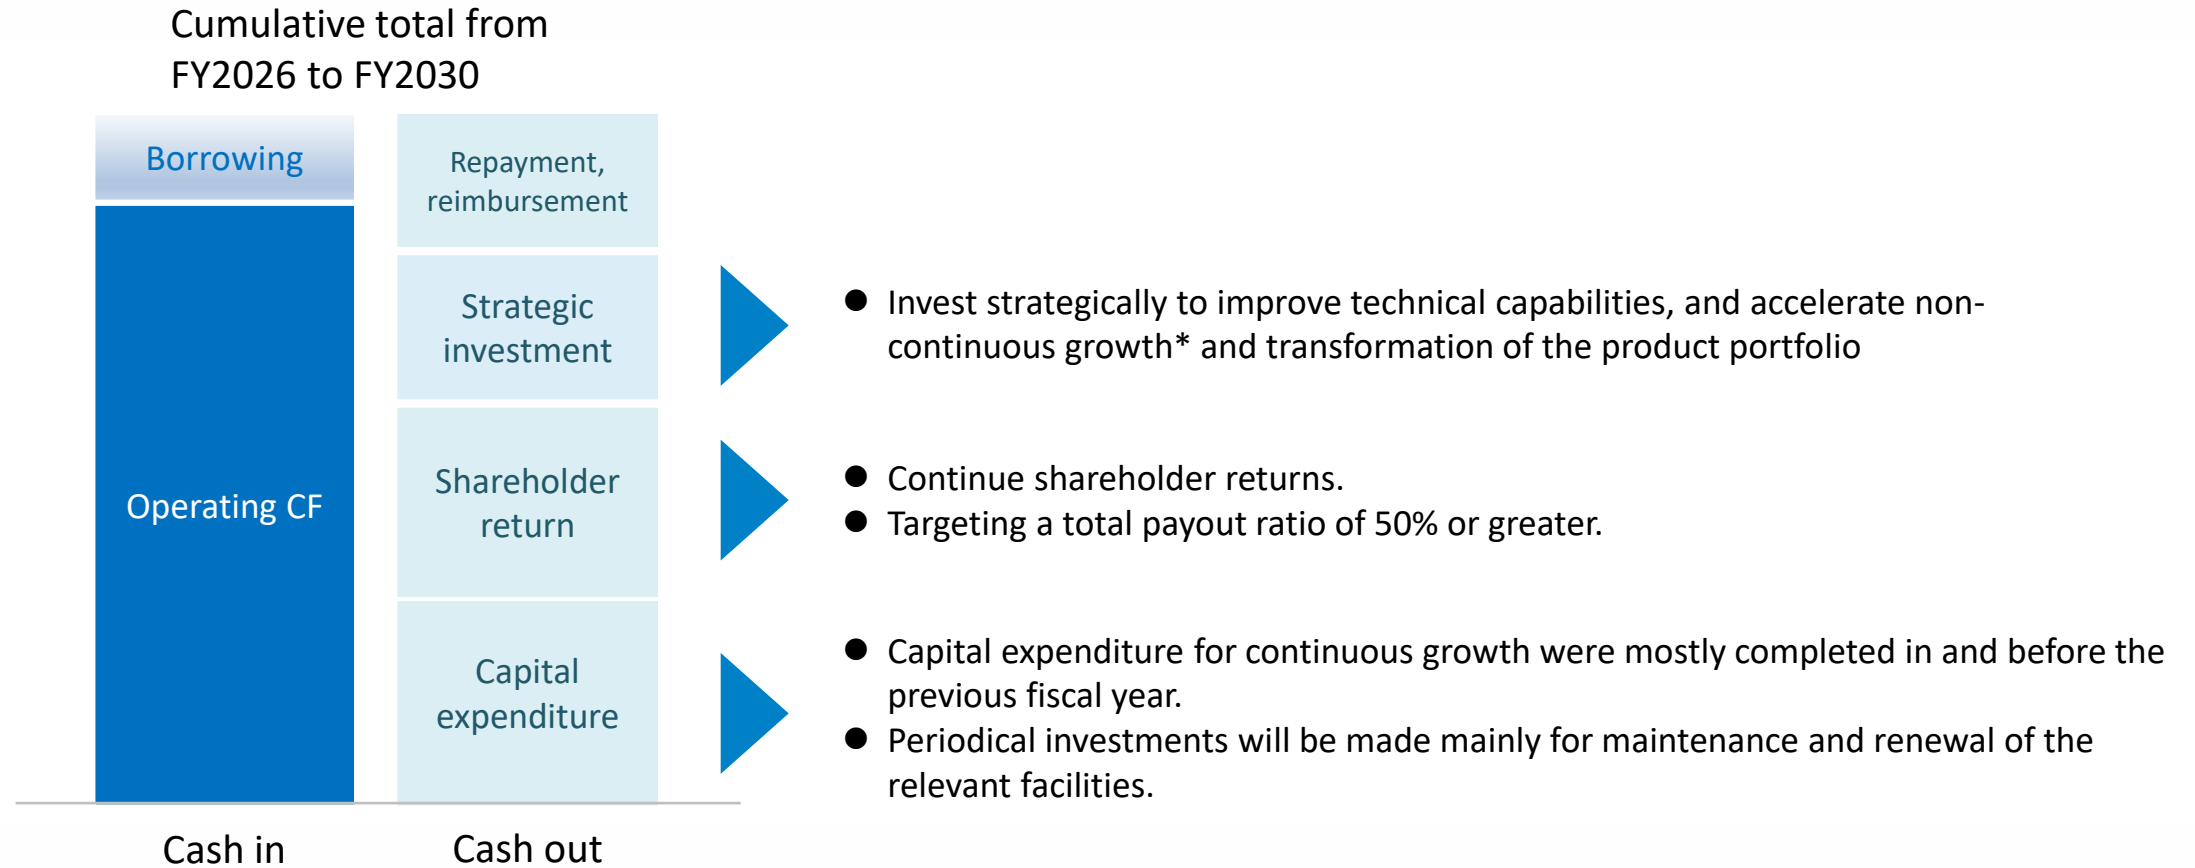 Cumulative total from
FY2026 to FY2030
Borrowing
Operating CF
Cash in
Repayment,
reimbursement
Strategic
investment
Shareholder
return
Capital
expenditure
Cash out
● Invest strategically to improve technical capabilities, and accelerate non-
continuous growth* and transformation of the product portfolio
● Continue shareholder returns.
● Targeting a total payout ratio of 50% or greater.
● Capital expenditure for continuous growth were mostly completed in and before the
previous fiscal year.
● Periodical investments will be made mainly for maintenance and renewal of the
relevant facilities.